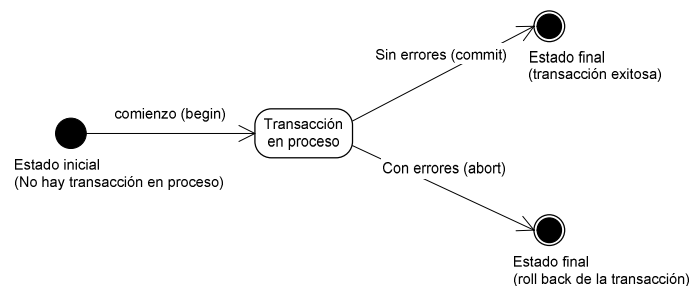 Sin errores (commit)
Estado final
(transacción exitosa)
comienzo (begin)
Transacción
en proceso
Estado inicial
(No hay transacción en proceso)
Con errores (abort)
Estado final
(roll back de la transacción)